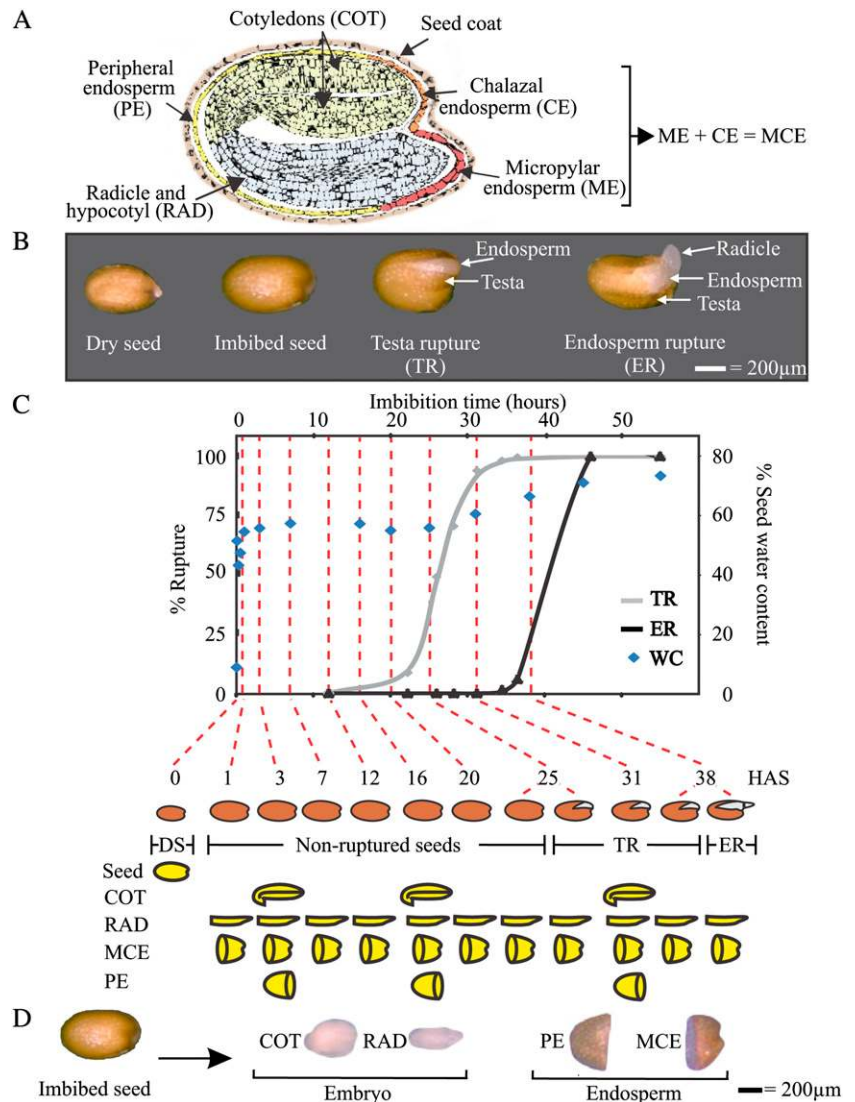 A
Cotyledons (COT)
Seed coat
Peripheral
endosperm
(PE)
Chalazal
endosperm (CE)
ME + CE = MCE
Micropylar
endosperm (ME)
Radicle and
hypocotyl (RAD)
B
Endosperm
Testa
Radicle
Endosperm
Testa
Dry seed
Imbibed seed
Testa rupture
(TR)
Endosperm rupture
(ER)
= 200µm
C
Imbibition time (hours)
0 10 20 30 40 50
100
75
50
25
0
% Rupture
80
60
40
20
0
% Seed water content
TR
ER
WC
0 1 3 7 12 16 20 25 31 38 HAS
DS Non-ruptured seeds TR ER
Seed
COT
RAD
MCE
PE
D
COT RAD PE MCE
Imbibed seed
Embryo
Endosperm
= 200µm